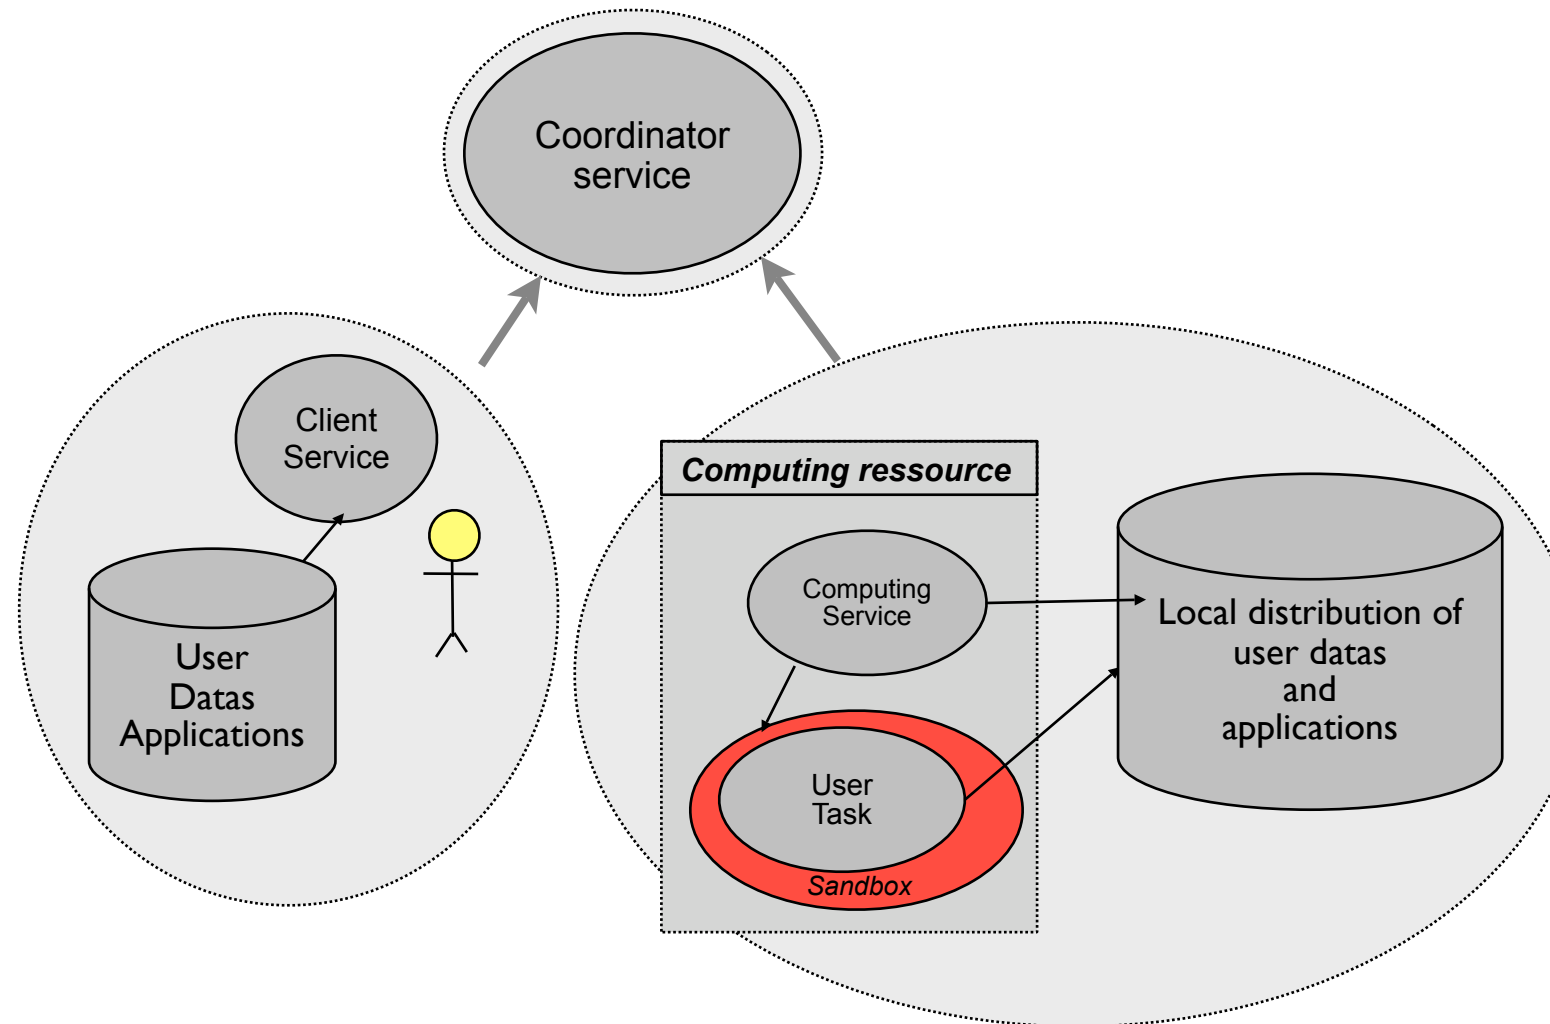 Coordinator
service
Client
Service
User
Datas
Applications
Computing ressource
Computing
Service
User
Task
Sandbox
Local distribution of
user datas
and
applications